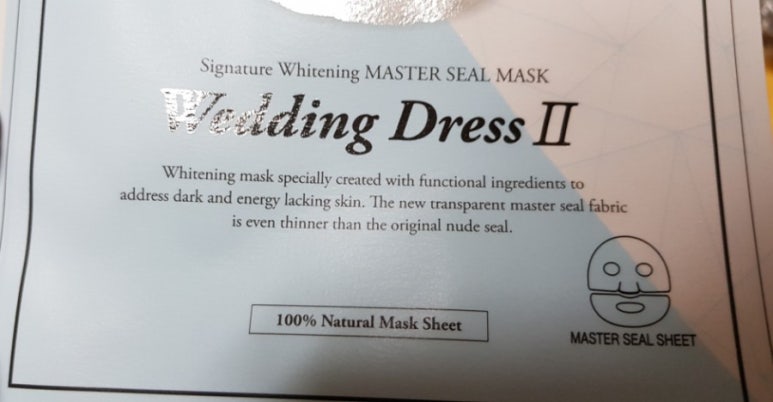 Signature Whitening MASTER SEAL MASK
Wedding Dress II
Whitening mask specially created with functional ingredients to
address dark and energy lacking skin. The new transparent master seal fabric
is even thinner than the original nude seal.
100% Natural Mask Sheet
MASTER SEAL SHEET